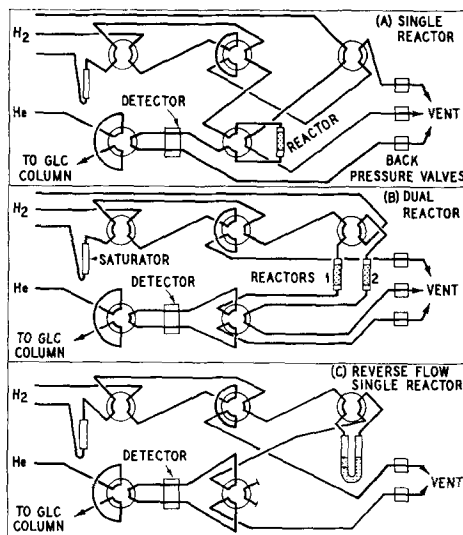 (A) SINGLE
REACTOR
H2
He
DETECTOR
REACTOR
VENT
TO GLC
COLUMN
BACK
PRESSURE VALVES
(B) DUAL
REACTOR
H2
SATURATOR
REACTORS 1 2
He
DETECTOR
VENT
TO GLC
COLUMN
(C) REVERSE FLOW
SINGLE REACTOR
H2
He
DETECTOR
VENT
TO GLC
COLUMN